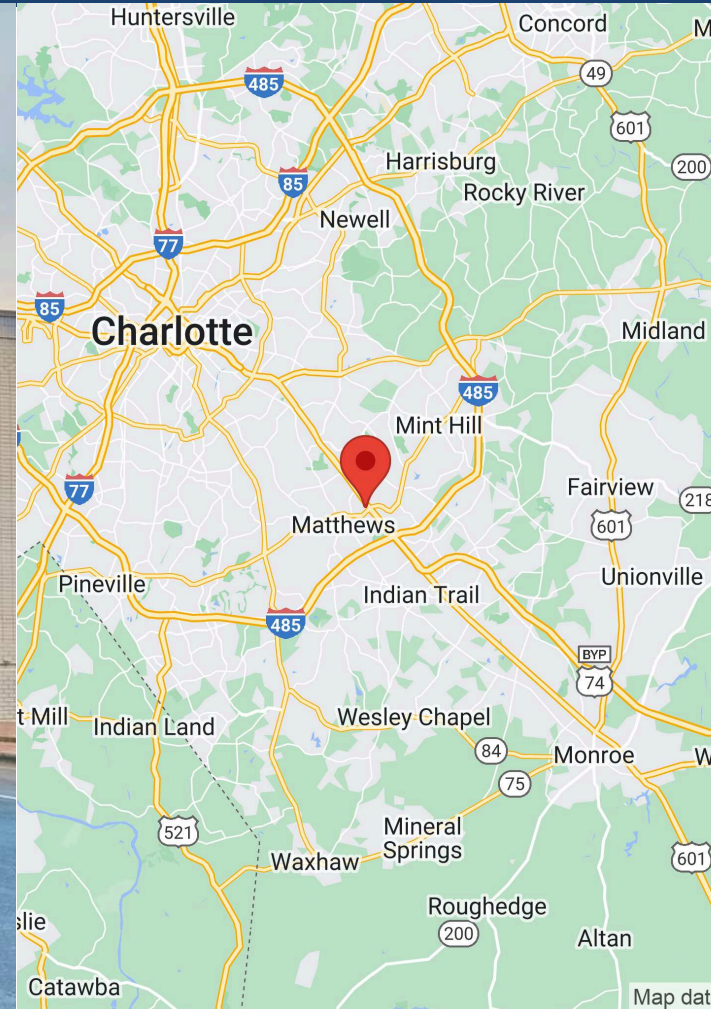 Huntersville
Concord
M
485
49
601
Harrisburg
200
85
Rocky River
Newell
77
85
Charlotte
Midland
485
Mint Hill
77
Fairview
218
601
Matthews
Pineville
Unionville
Indian Trail
485
BYP
74
t Mill
Indian Land
Wesley Chapel
84
Monroe
W
75
521
Mineral
Springs
Waxhaw
601
Roughedge
slie
200
Altan
Catawba
Map dat